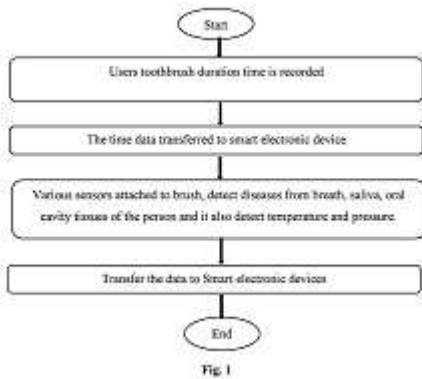 Start
Users toothbrush duration time is recorded
The time data transferred to smart electronic device
Various sensors attached to brush, detect diseases from breath, saliva, oral
cavity tissues of the person and it also detect temperature and pressure.
Transfer the data to Smart electronic devices
End
Fig. 1